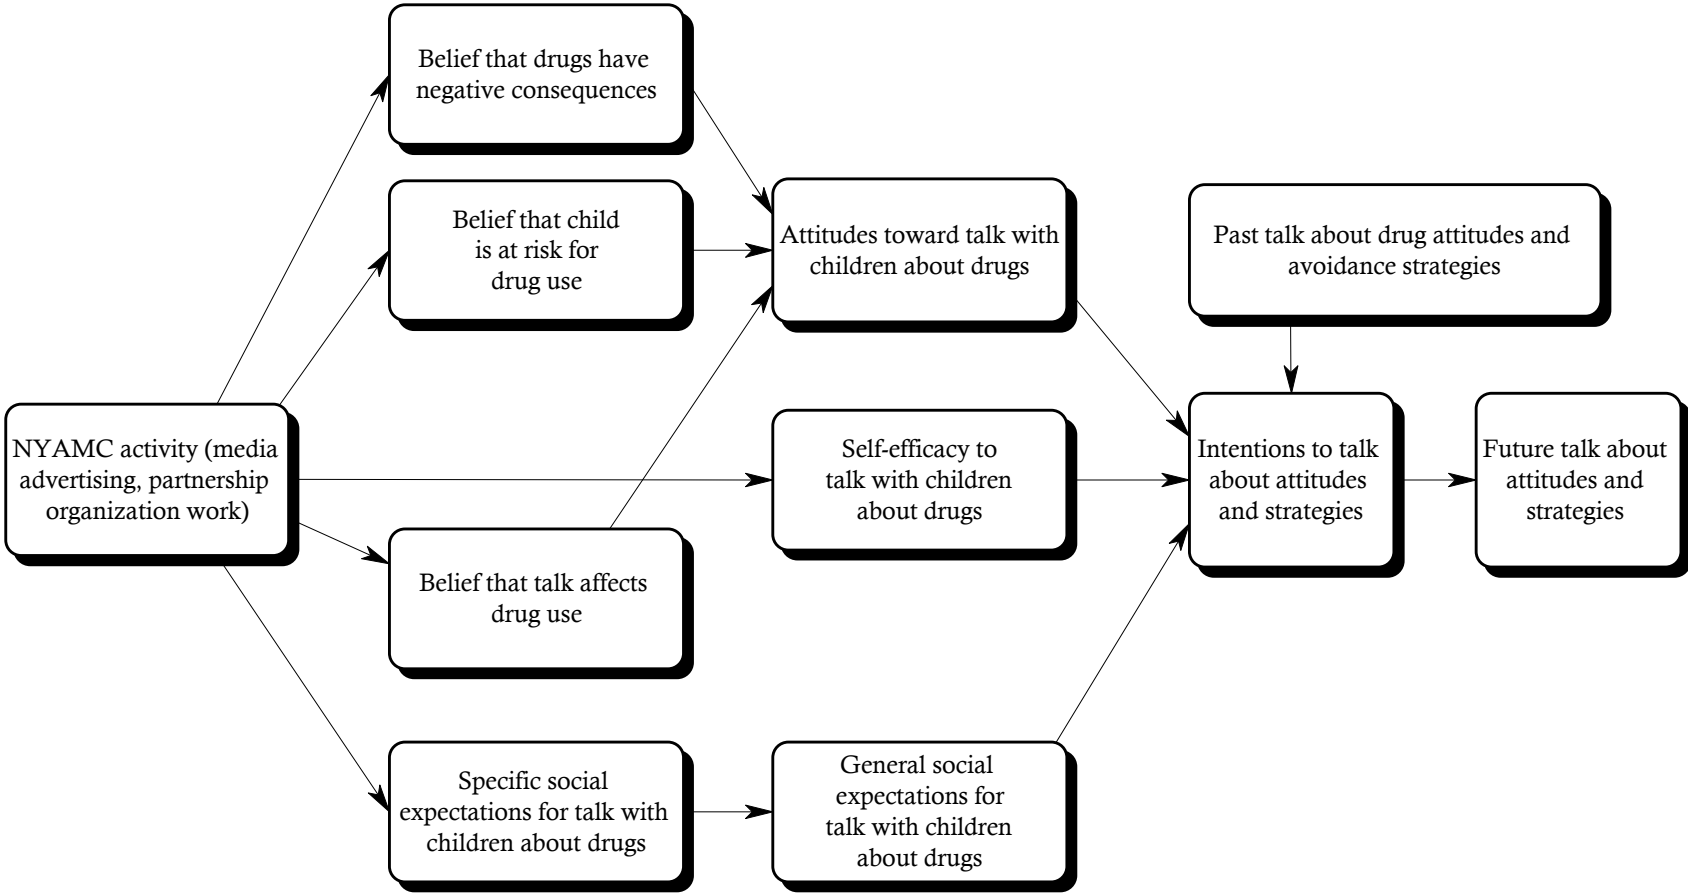 Belief that drugs have
negative consequences
Belief that child
is at risk for
drug use
Attitudes toward talk with
children about drugs
Past talk about drug attitudes and
avoidance strategies
NYAMC activity (media
advertising, partnership
organization work)
Self-efficacy to
talk with children
about drugs
Intentions to talk
about attitudes
and strategies
Future talk about
attitudes and
strategies
Belief that talk affects
drug use
Specific social
expectations for talk with
children about drugs
General social
expectations for
talk with children
about drugs